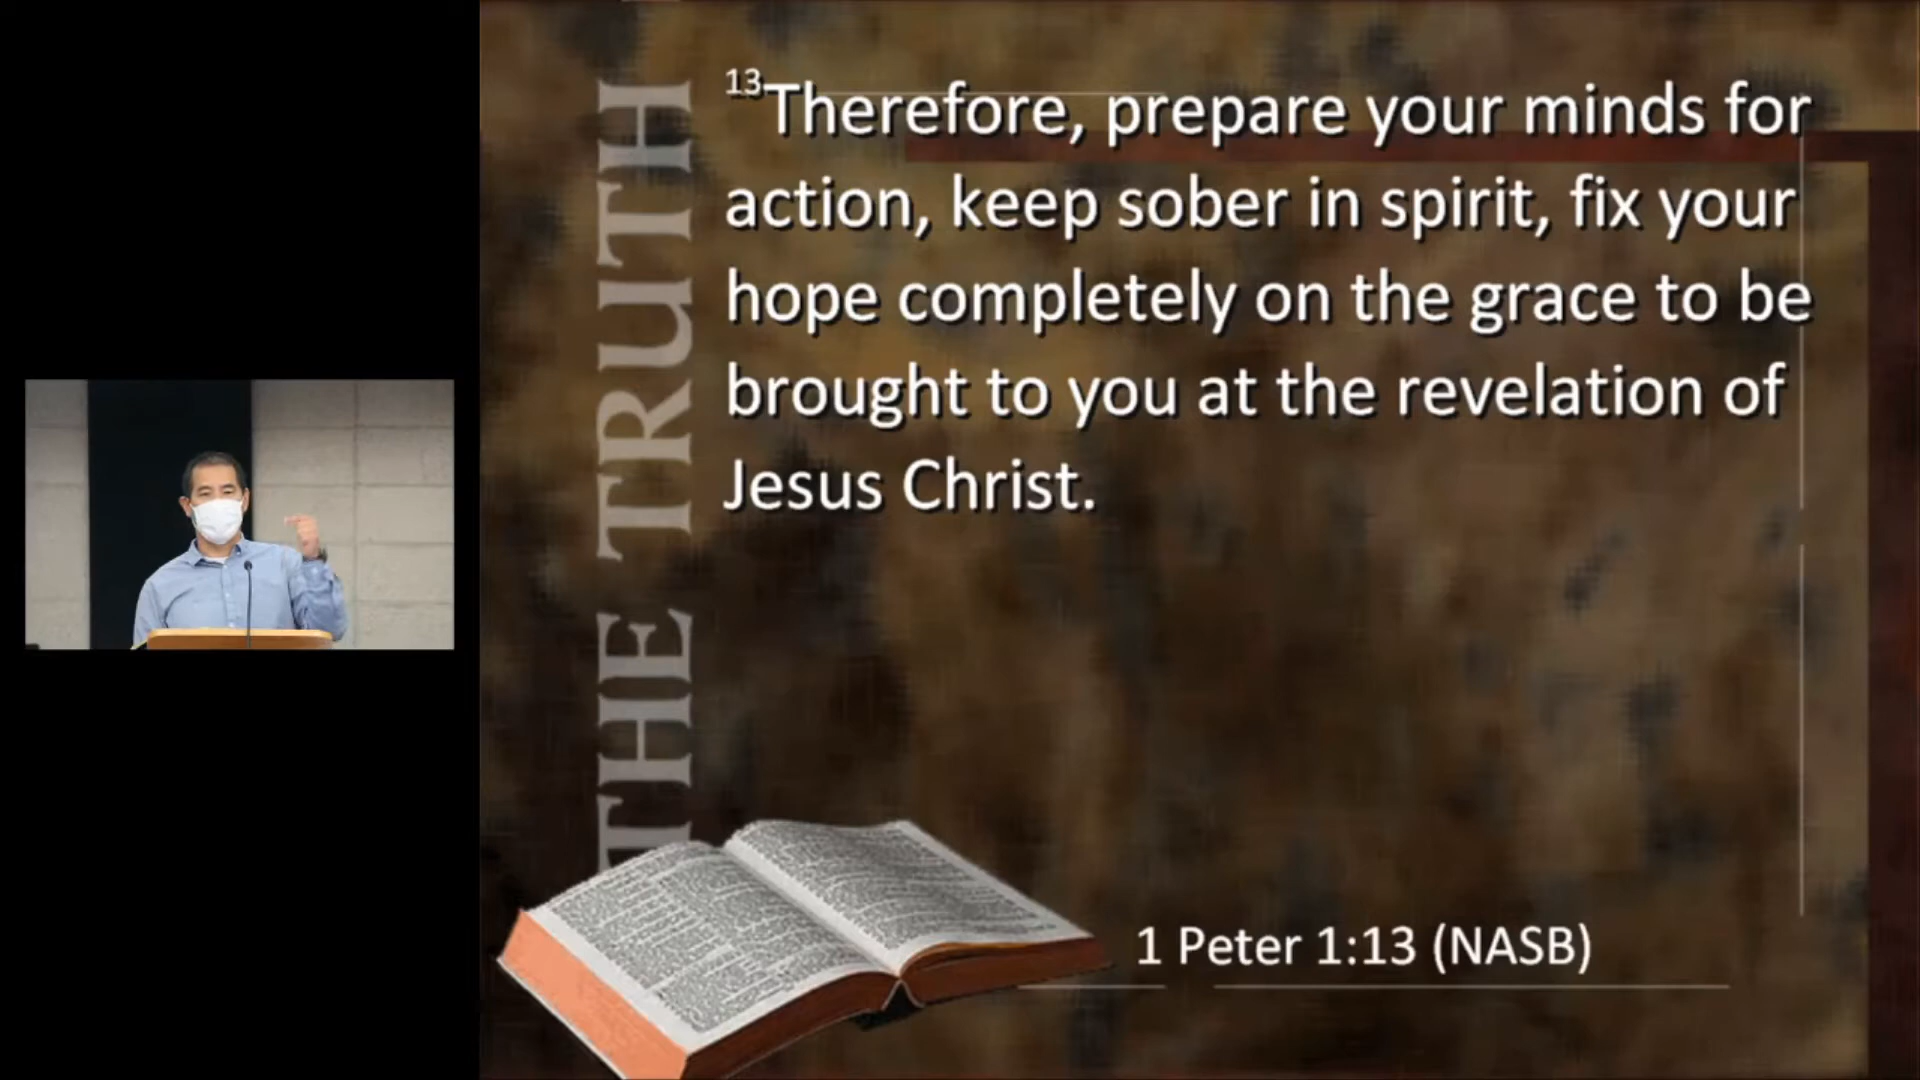 THE TRUTH
13Therefore, prepare your minds for
action, keep sober in spirit, fix your
hope completely on the grace to be
brought to you at the revelation of
Jesus Christ.
1 Peter 1:13 (NASB)